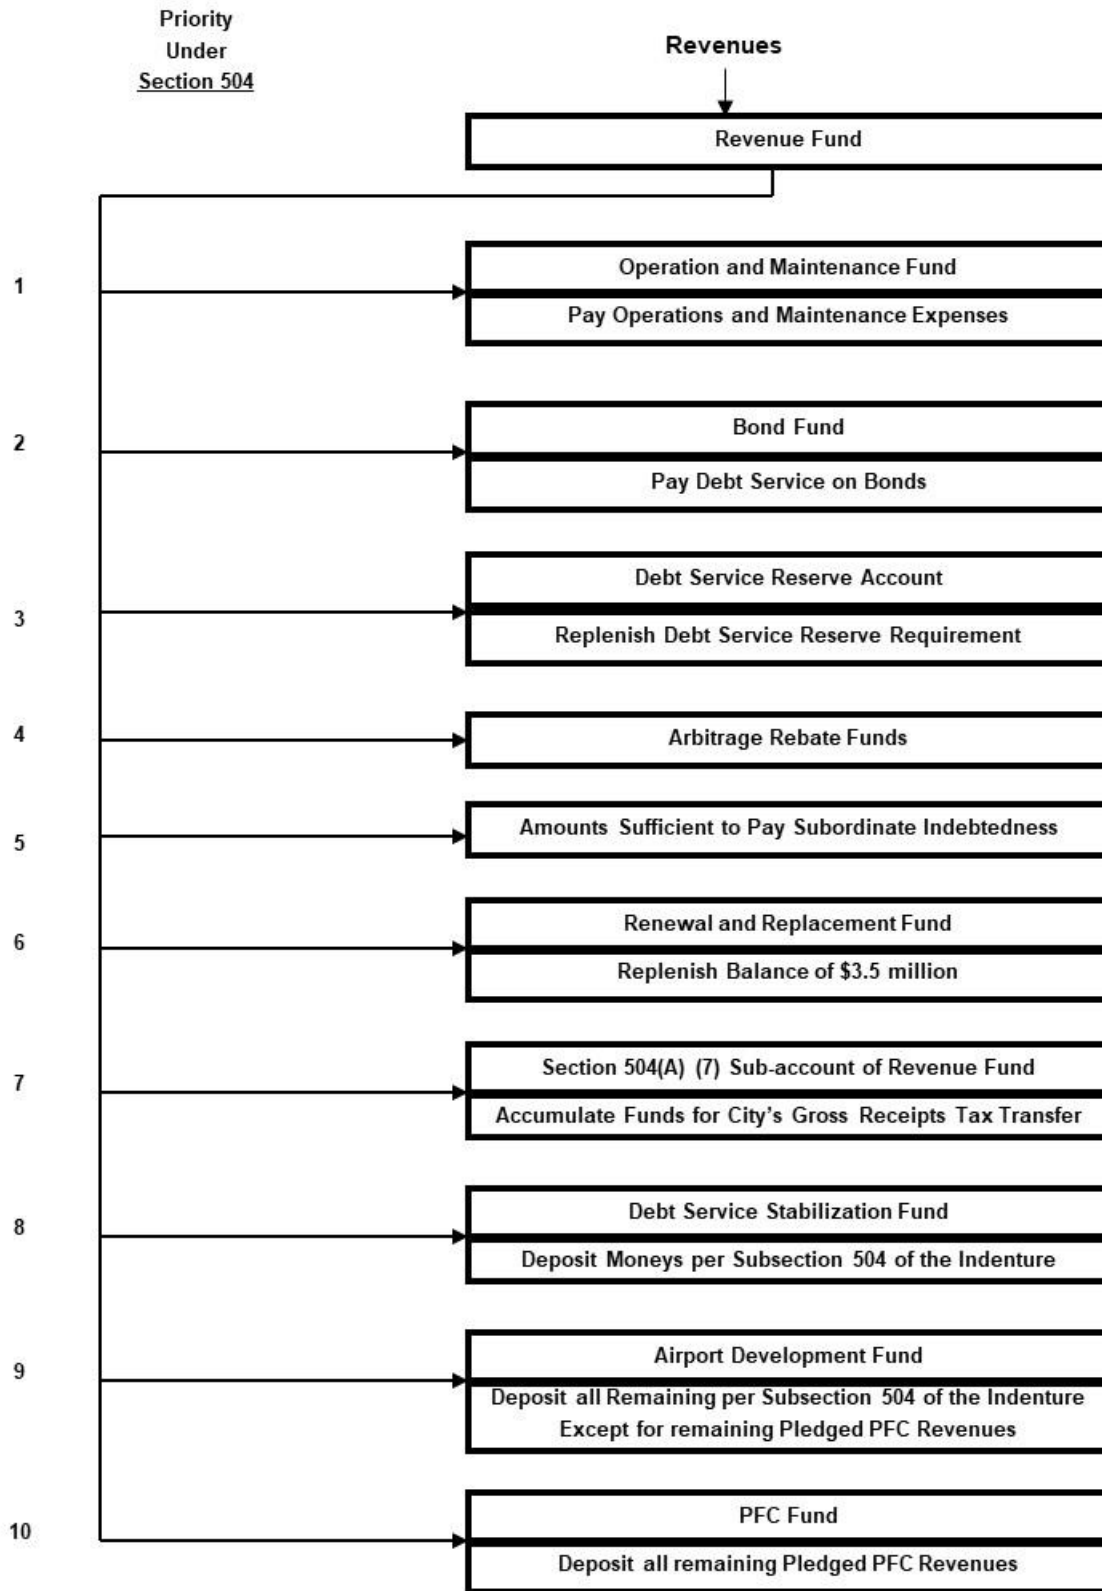 Priority
Under
Section 504
Revenues
Revenue Fund
1
Operation and Maintenance Fund
Pay Operations and Maintenance Expenses
2
Bond Fund
Pay Debt Service on Bonds
3
Debt Service Reserve Account
Replenish Debt Service Reserve Requirement
4
Arbitrage Rebate Funds
5
Amounts Sufficient to Pay Subordinate Indebtedness
6
Renewal and Replacement Fund
Replenish Balance of $3.5 million
7
Section 504(A) (7) Sub-account of Revenue Fund
Accumulate Funds for City's Gross Receipts Tax Transfer
8
Debt Service Stabilization Fund
Deposit Moneys per Subsection 504 of the Indenture
9
Airport Development Fund
Deposit all Remaining per Subsection 504 of the Indenture
Except for remaining Pledged PFC Revenues
10
PFC Fund
Deposit all remaining Pledged PFC Revenues